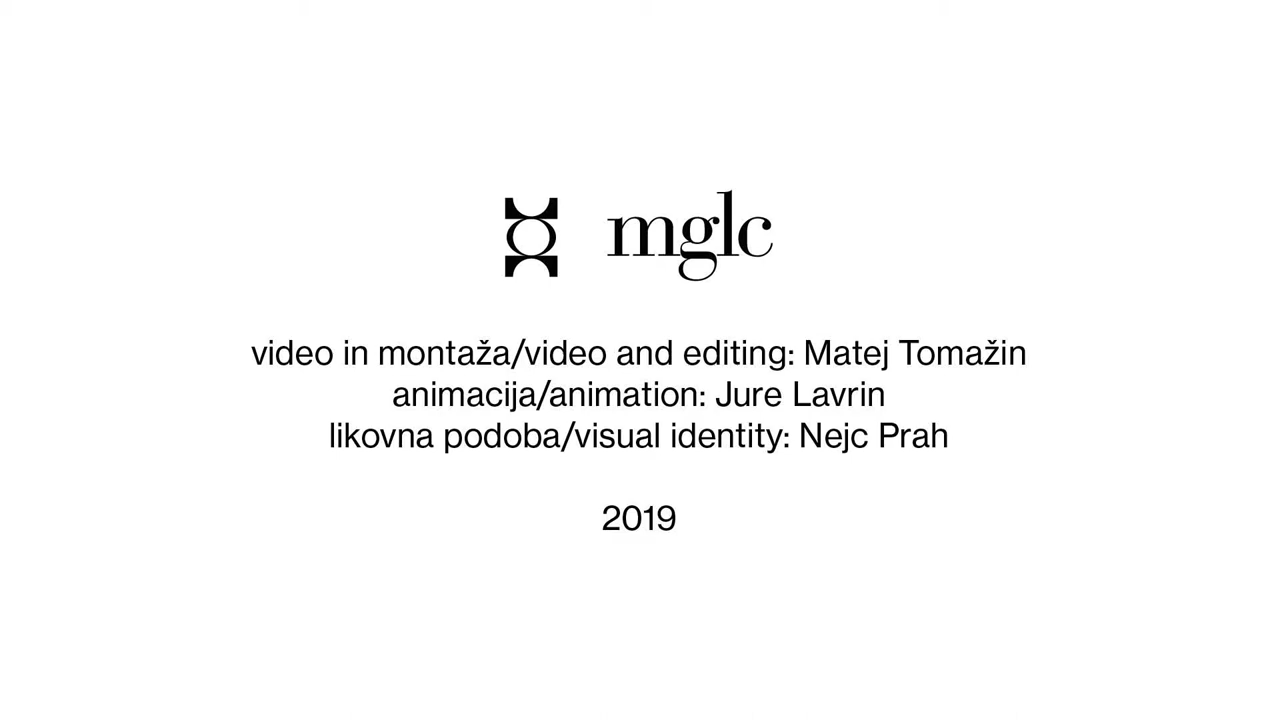 mglc
video in montaža/video and editing: Matej Tomažin
animacija/animation: Jure Lavrin
likovna podoba/visual identity: Nejc Prah
2019